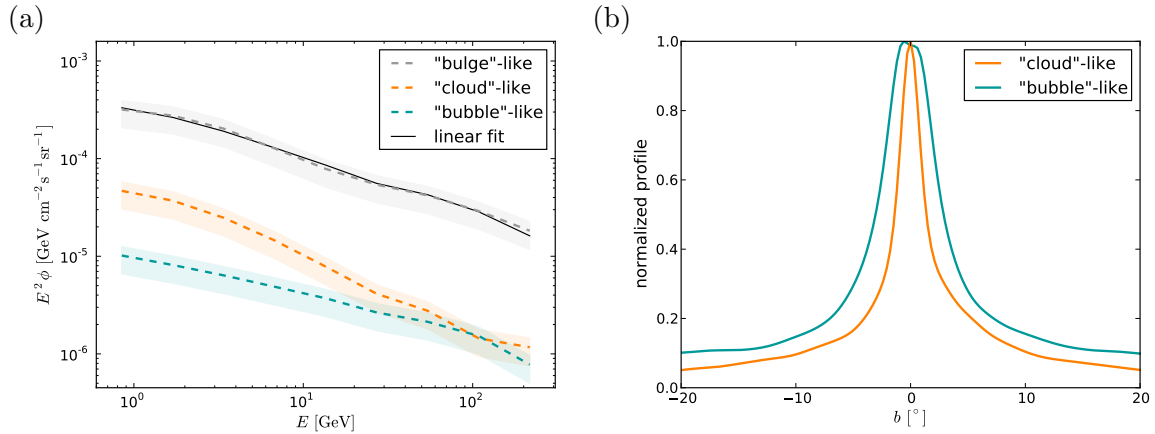 (a)
10^{-3}
10^{-4}
10^{-5}
10^{-6}
E^2 ϕ [GeV cm^{−2} s^{−1} sr^{−1}]
"bulge"-like
"cloud"-like
"bubble"-like
linear fit
10^0
10^1
10^2
E [GeV]
(b)
1.0
0.8
0.6
0.4
0.2
0.0
normalized profile
"cloud"-like
"bubble"-like
−20
−10
0
10
20
b [°]